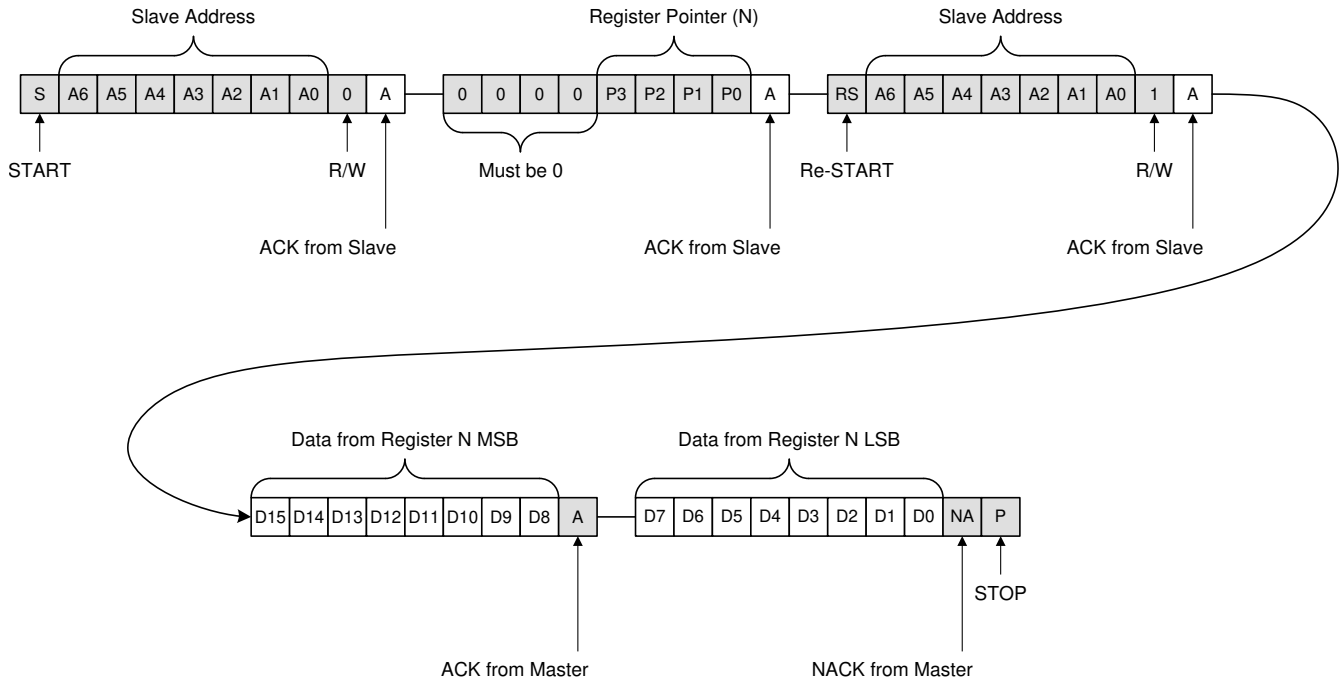 Slave Address Register Pointer (N) Slave Address
S A6 A5 A4 A3 A2 A1 A0 0 A 0 0 0 0 P3 P2 P1 P0 A RS A6 A5 A4 A3 A2 A1 A0 1 A
START R/W Must be 0 Re-START R/W
ACK from Slave ACK from Slave ACK from Slave
Data from Register N MSB Data from Register N LSB
D15 D14 D13 D12 D11 D10 D9 D8 A D7 D6 D5 D4 D3 D2 D1 D0 NA P
STOP
ACK from Master NACK from Master